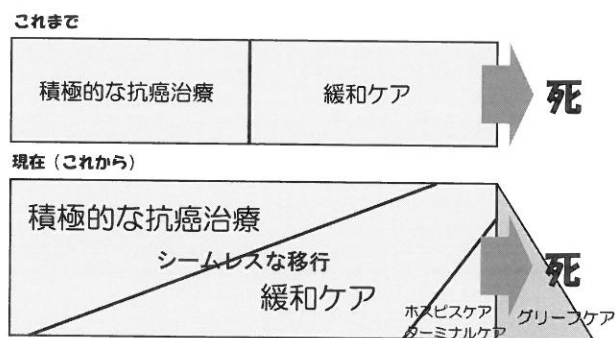 これまで
積極的な抗癌治療
緩和ケア
死
現在（これから）
積極的な抗癌治療
シームレスな移行
緩和ケア
死
ホスピスケア
ターミナルケア
グリーフケア